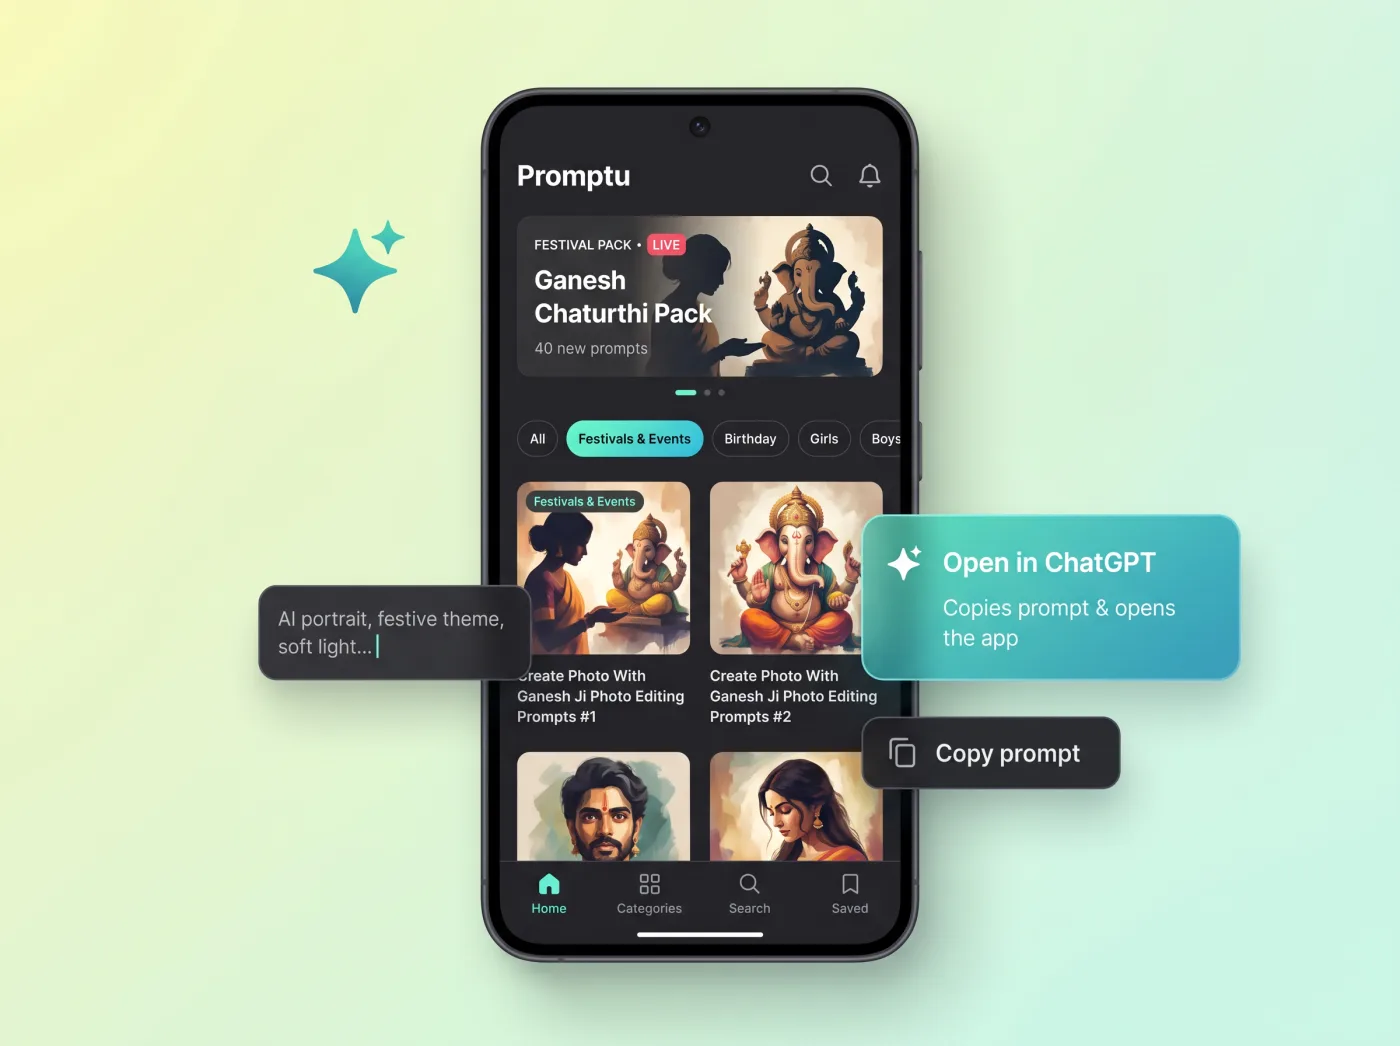 Promptu
FESTIVAL PACK • LIVE
Ganesh
Chaturthi Pack
40 new prompts
All
Festivals & Events
Birthday
Girls
Boys
Festivals & Events
Create Photo With
Ganesh Ji Photo Editing
Prompts #1
Create Photo With
Ganesh Ji Photo Editing
Prompts #2
AI portrait, festive theme,
soft light...
Open in ChatGPT
Copies prompt & opens
the app
Copy prompt
Home
Categories
Search
Saved